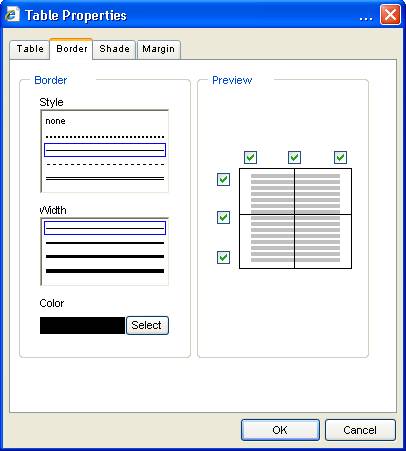 Table Properties ...
Table Border Shade Margin
Border
Style
none
Width
Color
Select
Preview
OK Cancel